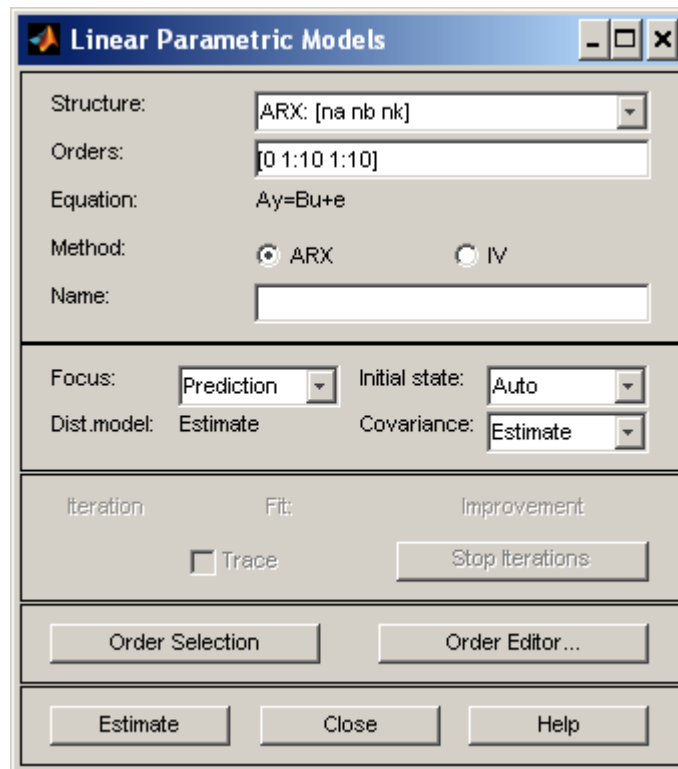 Linear Parametric Models
Structure: ARX: [na nb nk]
Orders: [0 1:10 1:10]
Equation: Ay=Bu+e
Method: ARX IV
Name:
Focus: Prediction Initial state: Auto
Dist.model: Estimate Covariance: Estimate
Iteration Fit: Improvement
Trace Stop Iterations
Order Selection Order Editor...
Estimate Close Help